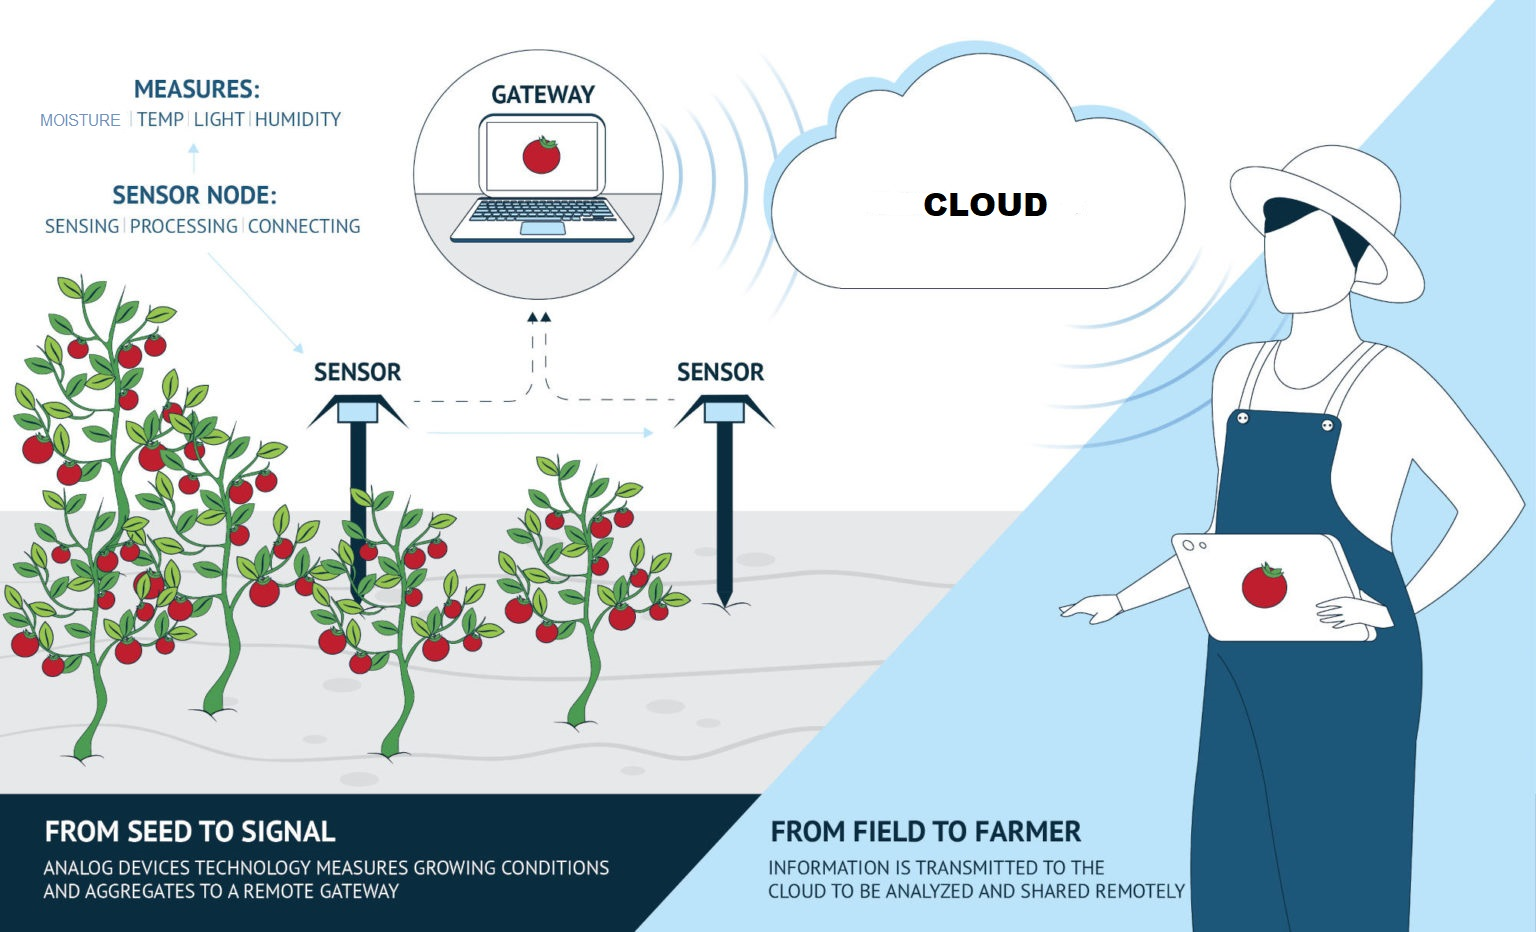 MEASURES:
MOISTURE | TEMP | LIGHT | HUMIDITY
SENSOR NODE:
SENSING | PROCESSING | CONNECTING
GATEWAY
CLOUD
SENSOR
SENSOR
FROM SEED TO SIGNAL
ANALOG DEVICES TECHNOLOGY MEASURES GROWING CONDITIONS
AND AGGREGATES TO A REMOTE GATEWAY
FROM FIELD TO FARMER
INFORMATION IS TRANSMITTED TO THE
CLOUD TO BE ANALYZED AND SHARED REMOTELY